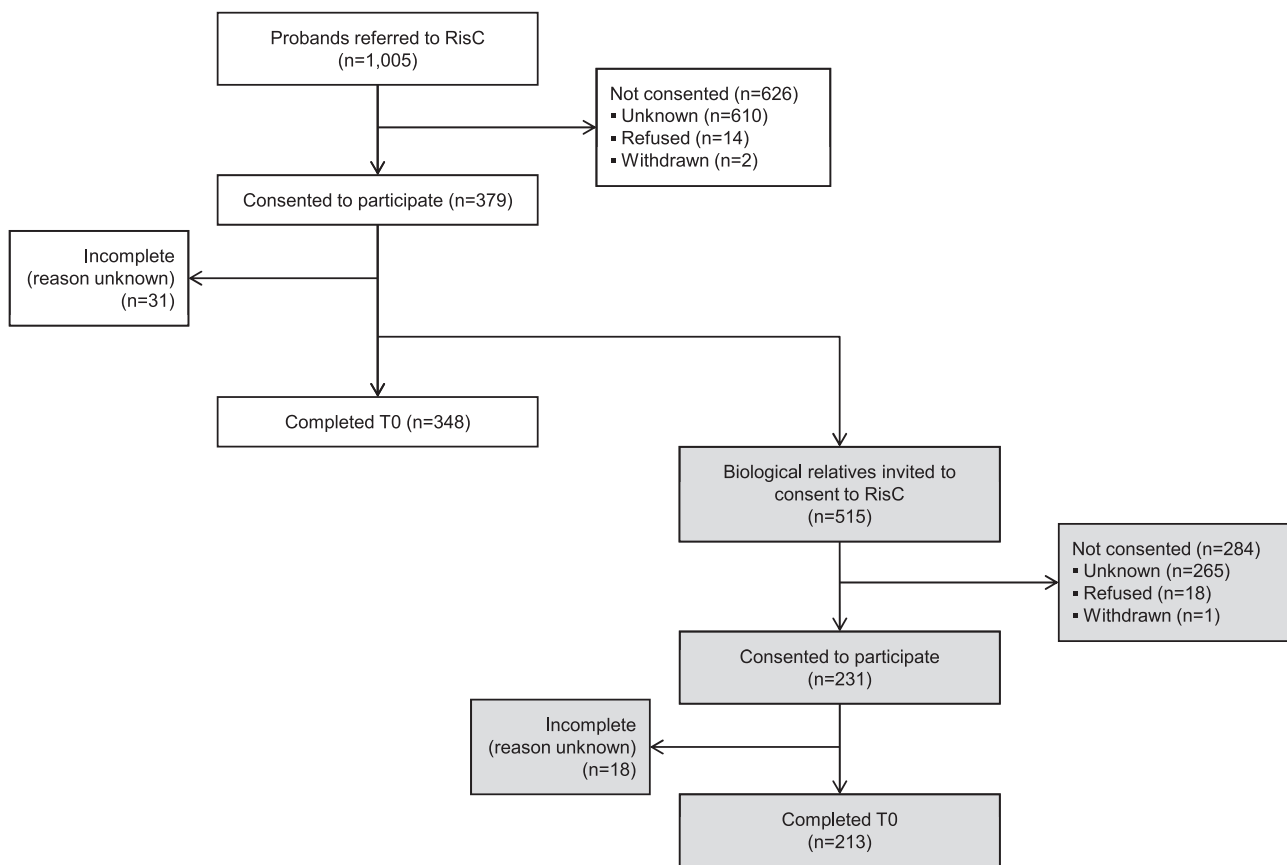 Probands referred to RisC
(n=1,005)
Not consented (n=626)
▪ Unknown (n=610)
▪ Refused (n=14)
▪ Withdrawn (n=2)
Consented to participate (n=379)
Incomplete
(reason unknown)
(n=31)
Completed T0 (n=348)
Biological relatives invited to
consent to RisC
(n=515)
Not consented (n=284)
▪ Unknown (n=265)
▪ Refused (n=18)
▪ Withdrawn (n=1)
Consented to participate
(n=231)
Incomplete
(reason unknown)
(n=18)
Completed T0
(n=213)